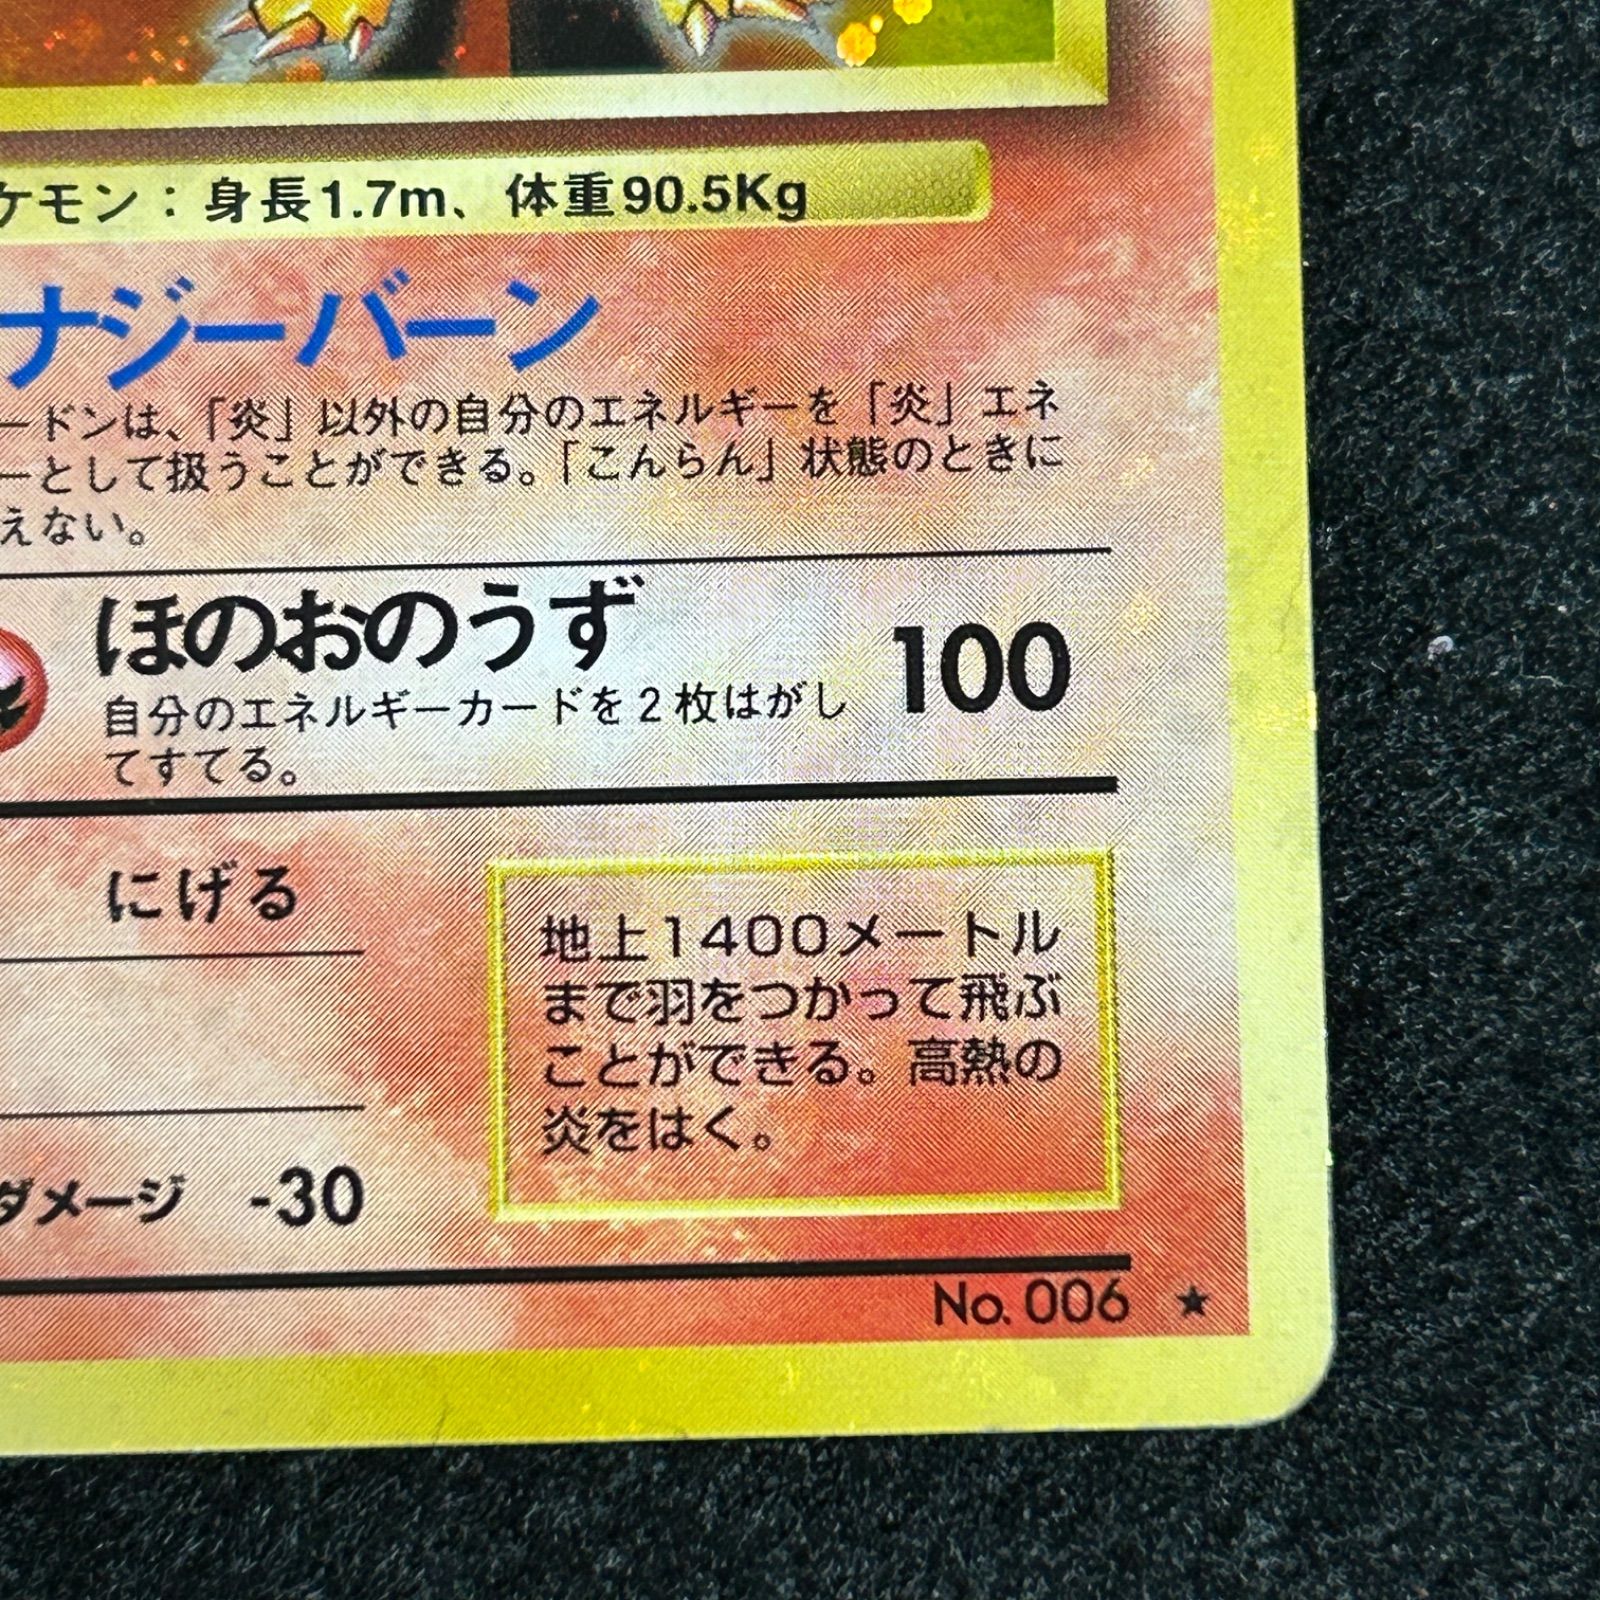 ケモン：身長1.7m、体重90.5Kg
ナジーバーン
ードンは、「炎」以外の自分のエネルギーを「炎」エネ
ーとして扱うことができる。「こんらん」状態のときに
えない。
ほのおのうず 100
自分のエネルギーカードを2枚はがし
てすてる。
にげる
地上1400メートル
まで羽をつかって飛ぶ
ことができる。高熱の
炎をはく。
ダメージ -30
No.006 ★